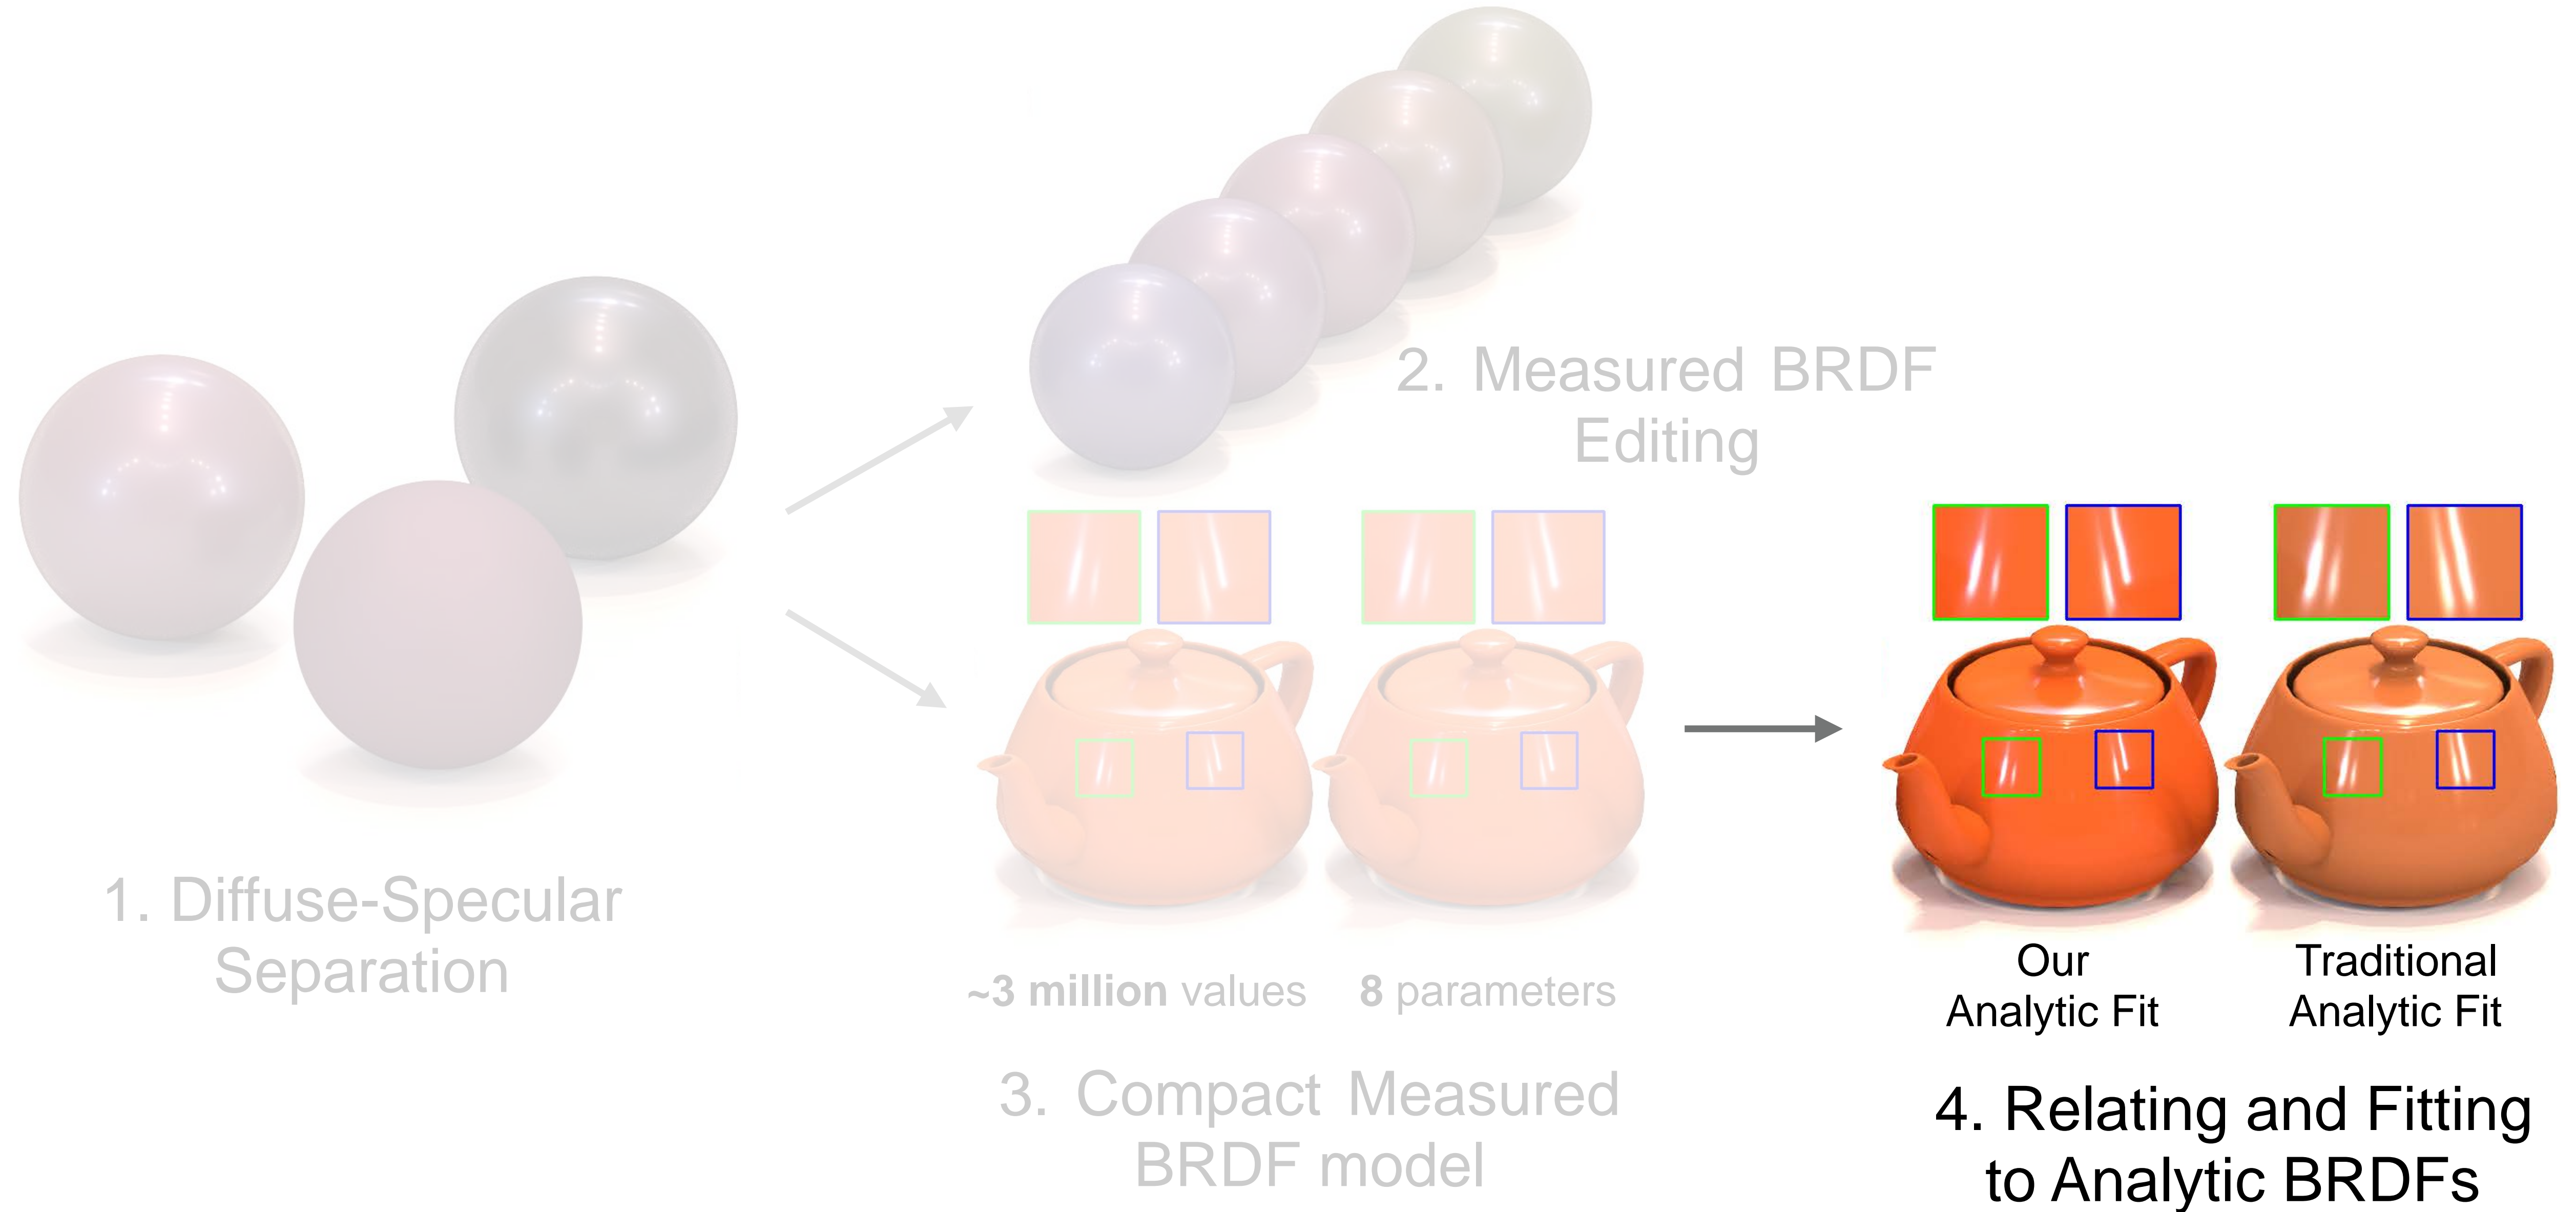 1. Diffuse-Specular
Separation
2. Measured BRDF
Editing
~3 million values
8 parameters
3. Compact Measured
BRDF model
Our
Analytic Fit
Traditional
Analytic Fit
4. Relating and Fitting
to Analytic BRDFs